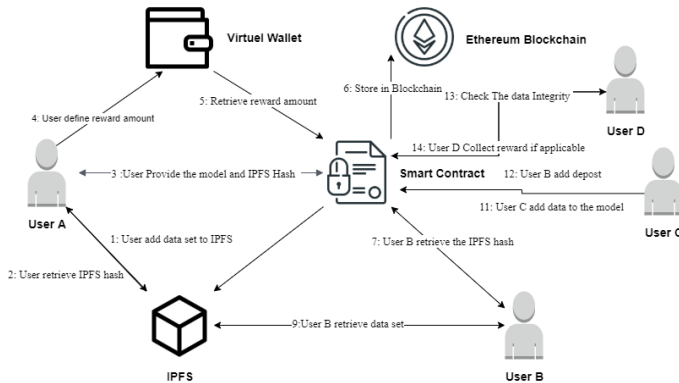 Virtuel Wallet
Ethereum Blockchain
6: Store in Blockchain
13: Check The data Integrity
5: Retrieve reward amount
4: User define reward amount
User D
14: User D Collect reward if applicable
3 :User Provide the model and IPFS Hash
Smart Contract
12: User B add depost
11: User C add data to the model
User A
User C
1: User add data set to IPFS
7: User B retrieve the IPFS hash
2: User retrieve IPFS hash
9:User B retrieve data set
IPFS
User B